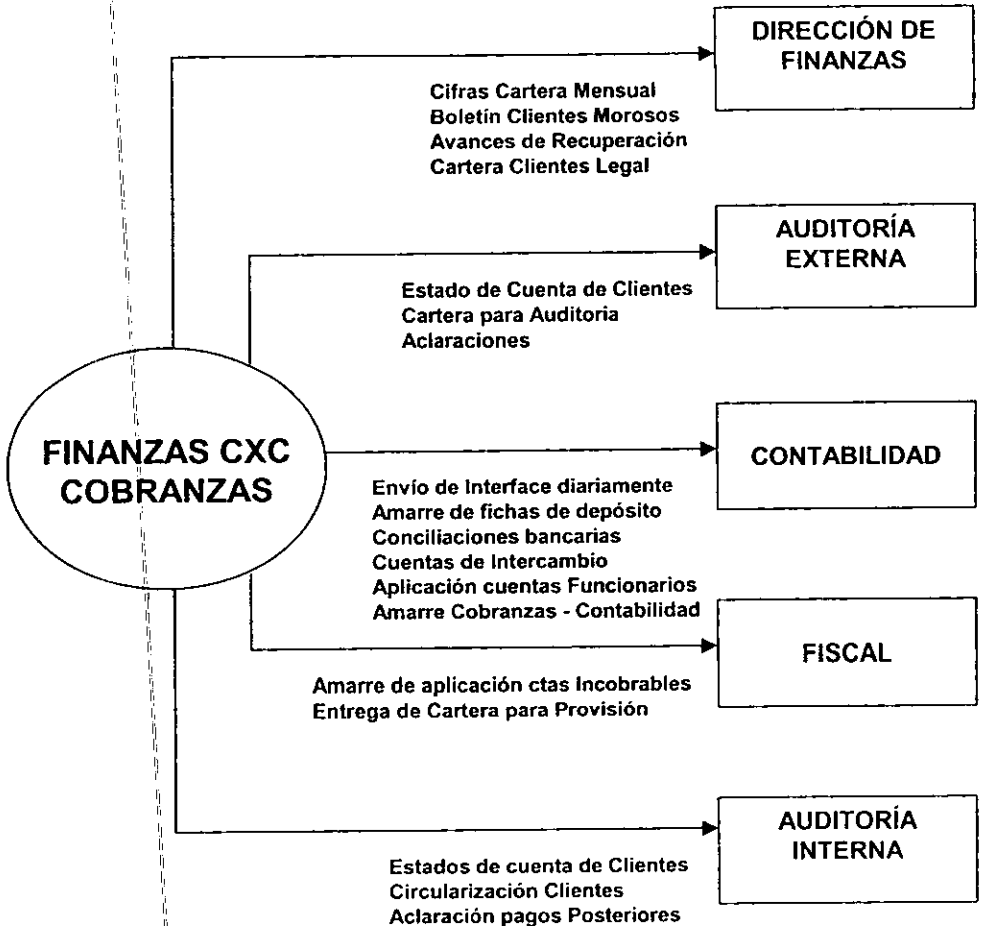 DIRECCIÓN DE
FINANZAS
Cifras Cartera Mensual
Boletín Clientes Morosos
Avances de Recuperación
Cartera Clientes Legal
AUDITORÍA
EXTERNA
Estado de Cuenta de Clientes
Cartera para Auditoria
Aclaraciones
FINANZAS CXC
COBRANZAS
CONTABILIDAD
Envío de Interface diariamente
Amarre de fichas de depósito
Conciliaciones bancarias
Cuentas de Intercambio
Aplicación cuentas Funcionarios
Amarre Cobranzas - Contabilidad
FISCAL
Amarre de aplicación ctas Incobrables
Entrega de Cartera para Provisión
AUDITORÍA
INTERNA
Estados de cuenta de Clientes
Circularización Clientes
Aclaración pagos Posteriores